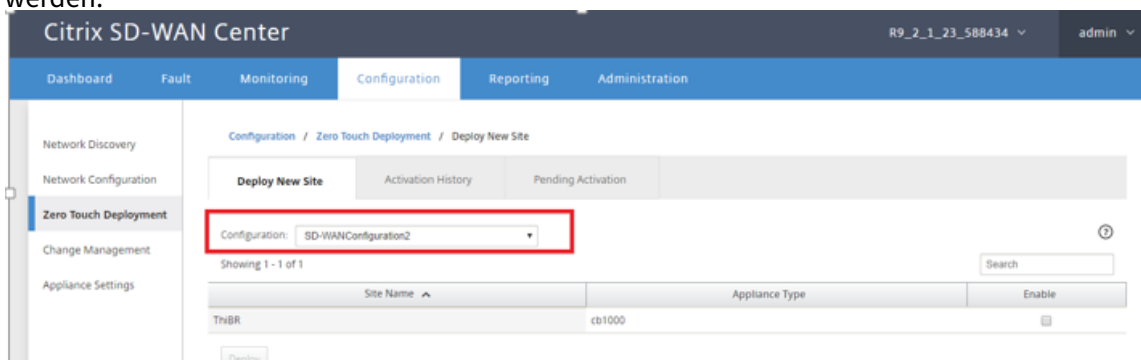 werden.
Citrix SD-WAN Center R9_2_1_23_588434 admin
Dashboard Fault Monitoring Configuration Reporting Administration
Network Discovery
Network Configuration
Zero Touch Deployment
Change Management
Appliance Settings
Configuration / Zero Touch Deployment / Deploy New Site
Deploy New Site Activation History Pending Activation
Configuration: SD-WANConfiguration2
?
Showing 1 - 1 of 1 Search
Site Name Appliance Type Enable
ThiBR cb1000
Deploy